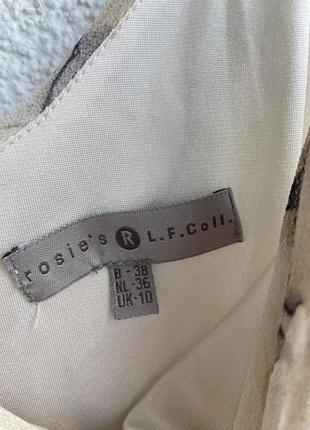 rosie's R L.F.Coll.
B - 38
NL-36
UK-10